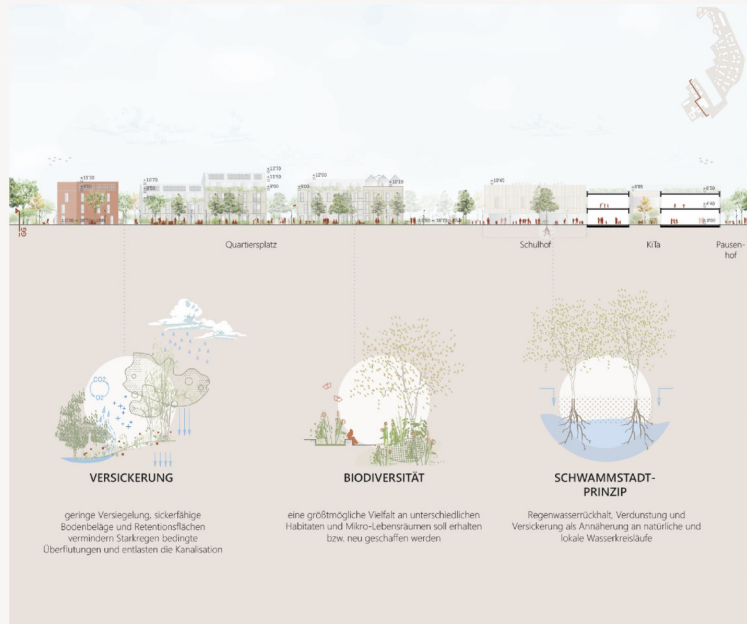 Quartiersplatz
Schulhof
KiTa
Pausen-
hof
CO2
O2
VERSICKERUNG
geringe Versiegelung, sickerfähige
Bodenbeläge und Retentionsflächen
vermindern Starkregen bedingte
Überflutungen und entlasten die Kanalisation
BIODIVERSITÄT
eine größtmögliche Vielfalt an unterschiedlichen
Habitaten und Mikro-Lebensräumen soll erhalten
bzw. neu geschaffen werden
SCHWAMMSTADT-
PRINZIP
Regenwasserrückhalt, Verdunstung und
Versickerung als Annäherung an natürliche und
lokale Wasserkreisläufe